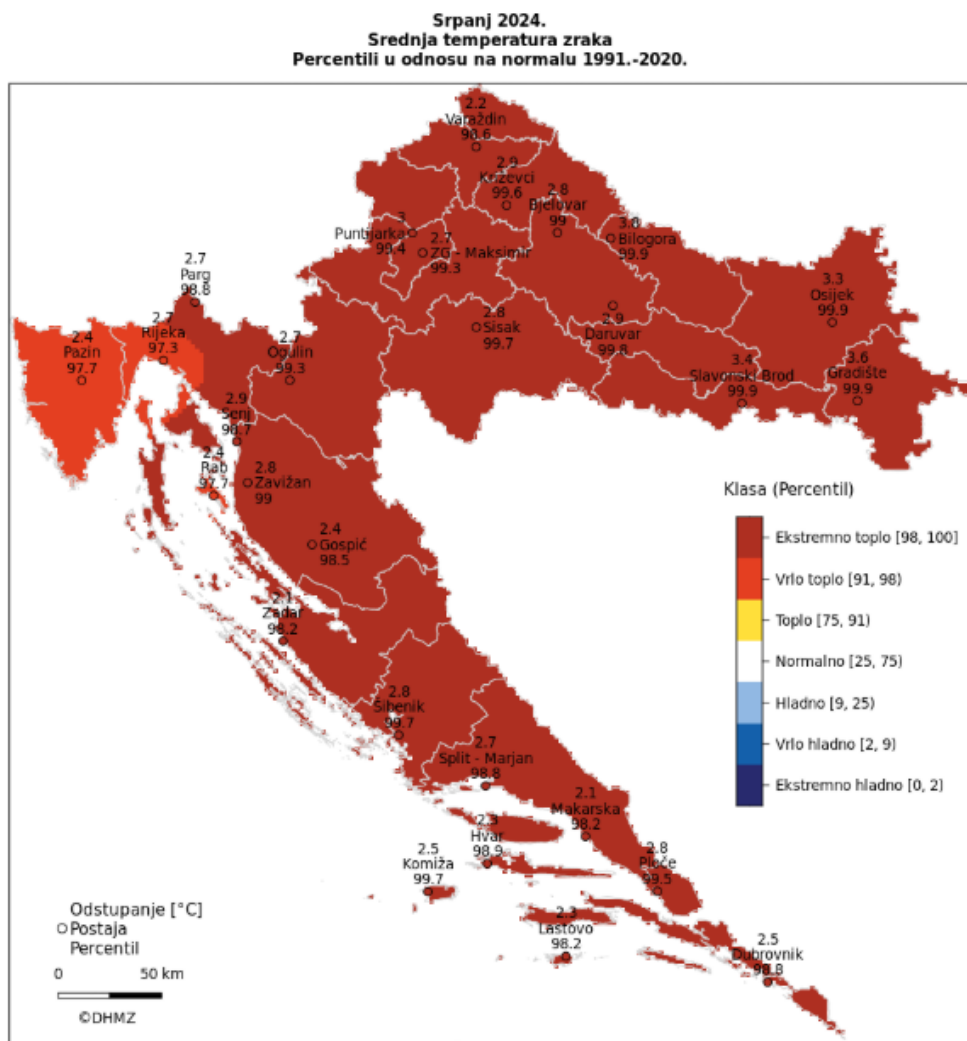 Srpanj 2024.
Srednja temperatura zraka
Percentili u odnosu na normalu 1991.-2020.
2.2
Varaždin
98.6
2.9
Križevci
99.6
2.8
Bjelovar
99
3
Puntijarka
99.4
2.7
ZG - Maksimir
99.3
3.8
Bilogora
99.9
2.7
Parg
98.8
3.3
Osijek
99.9
2.4
Pazin
97.7
2.7
Rijeka
97.3
2.7
Ogulin
99.3
2.8
Sisak
99.7
2.9
Daruvar
99.8
3.4
Slavonski Brod
99.9
3.6
Gradište
99.9
2.9
Senj
98.7
2.4
Rab
97.7
2.8
Zavižan
99
2.4
Gospić
98.5
2.1
Zadar
98.2
2.8
Šibenik
99.7
2.7
Split - Marjan
98.8
2.1
Makarska
98.2
2.3
Hvar
98.9
2.5
Komiža
99.7
2.8
Ploče
99.5
2.3
Lastovo
98.2
2.5
Dubrovnik
98.8
Klasa (Percentil)
Ekstremno toplo [98, 100]
Vrlo toplo [91, 98)
Toplo [75, 91)
Normalno [25, 75)
Hladno [9, 25)
Vrlo hladno [2, 9)
Ekstremno hladno [0, 2)
Odstupanje [°C]
Postaja
Percentil
0 50 km
©DHMZ